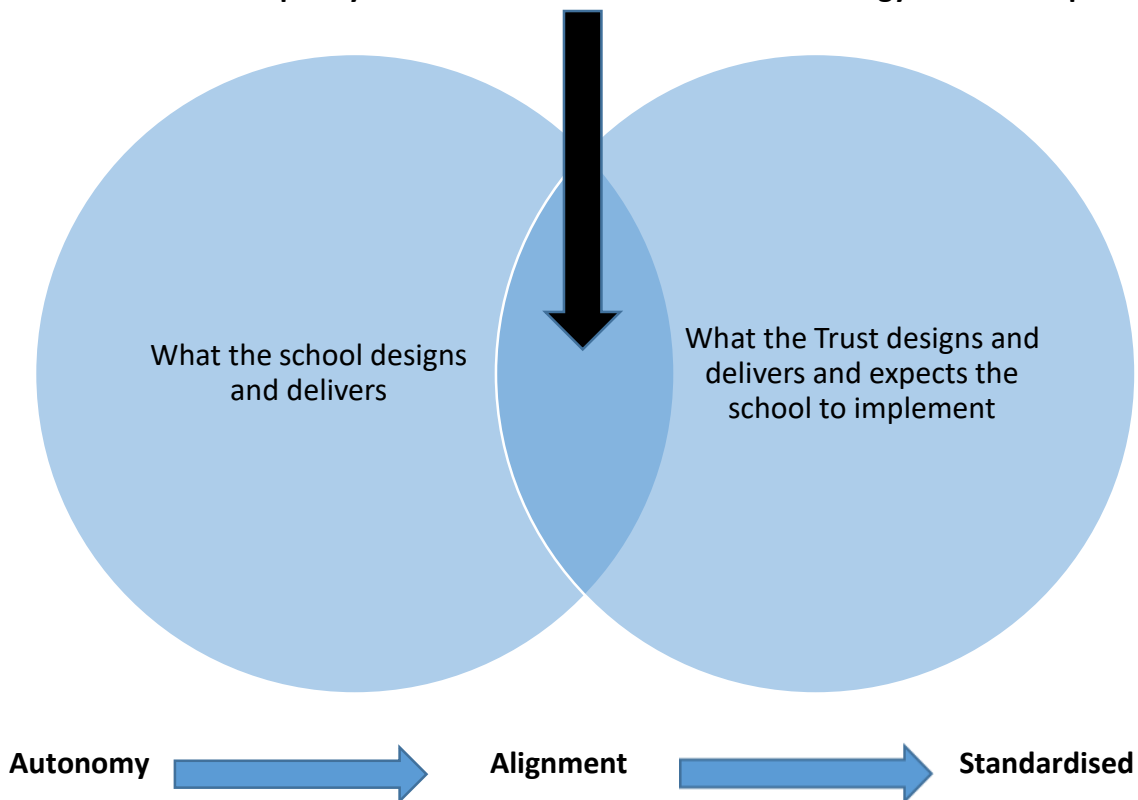 What the school designs
and delivers
What the Trust designs and
delivers and expects the
school to implement
Autonomy Alignment Standardised